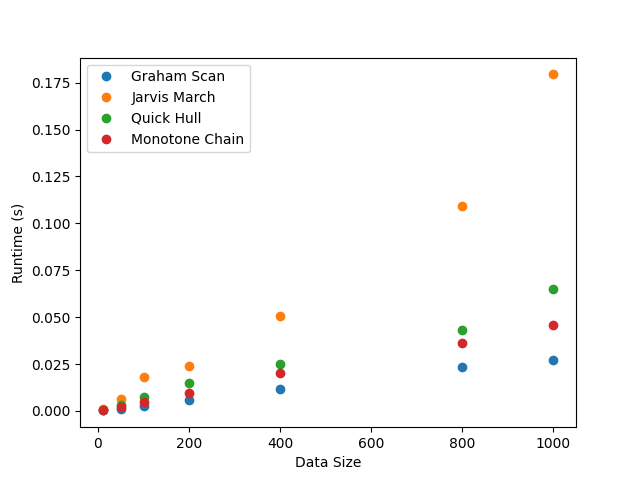 Graham Scan
Jarvis March
Quick Hull
Monotone Chain
0.175
0.150
0.125
0.100
0.075
0.050
0.025
0.000
Runtime (s)
0 200 400 600 800 1000
Data Size